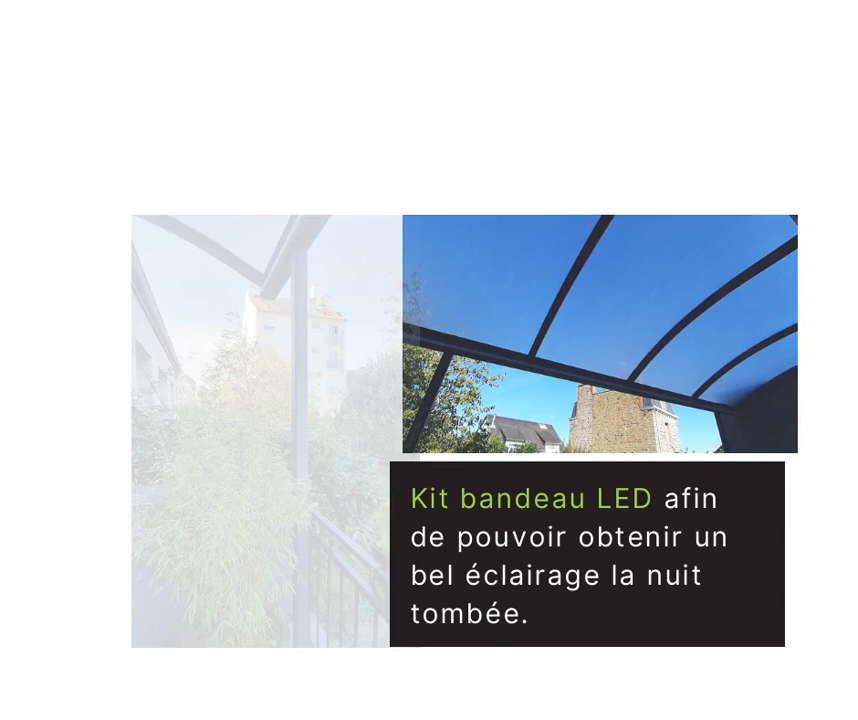 Kit bandeau LED afin
de pouvoir obtenir un
bel éclairage la nuit
tombée.